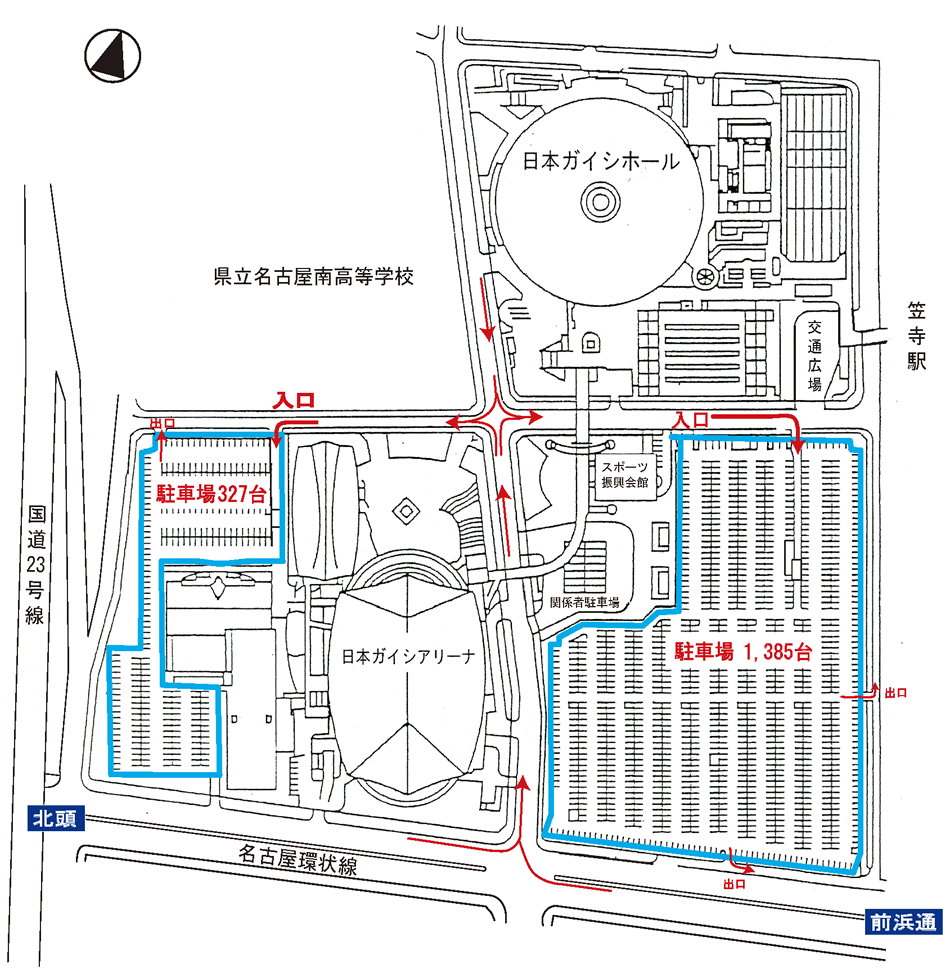 日本ガイシホール
県立名古屋南高等学校
笠寺駅
交通広場
入口
入口
出口
スポーツ
振興会館
駐車場327台
国道23号線
関係者駐車場
日本ガイシアリーナ
駐車場 1,385台
出口
北頭
名古屋環状線
出口
前浜通